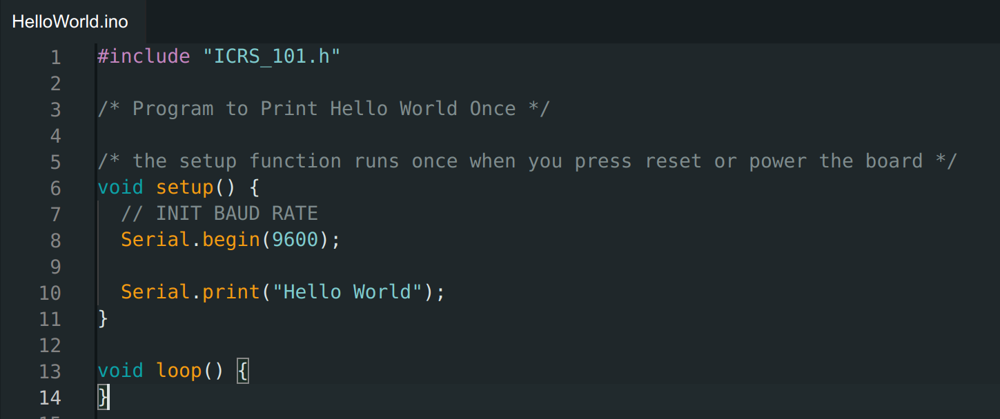 HelloWorld.ino
1 #include "ICRS_101.h"
2
3 /* Program to Print Hello World Once */
4
5 /* the setup function runs once when you press reset or power the board */
6 void setup() {
7   // INIT BAUD RATE
8   Serial.begin(9600);
9
10   Serial.print("Hello World");
11 }
12
13 void loop() {
14 }